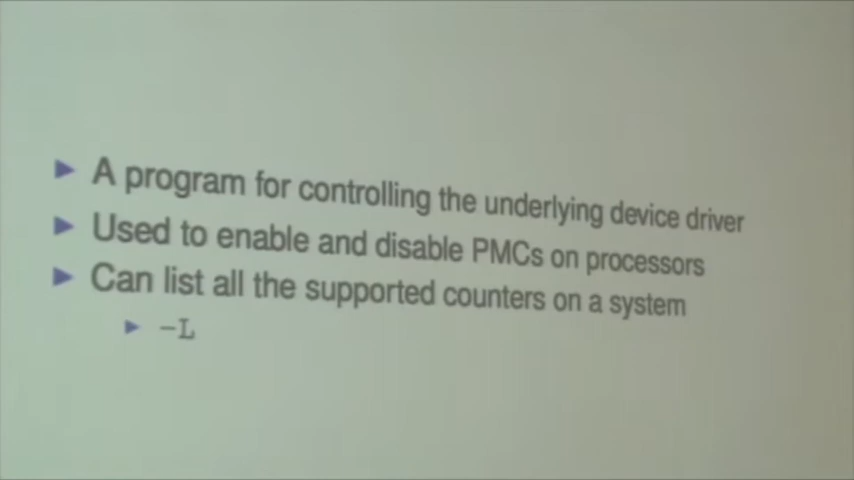 A program for controlling the underlying device driver
Used to enable and disable PMCs on processors
Can list all the supported counters on a system
-L